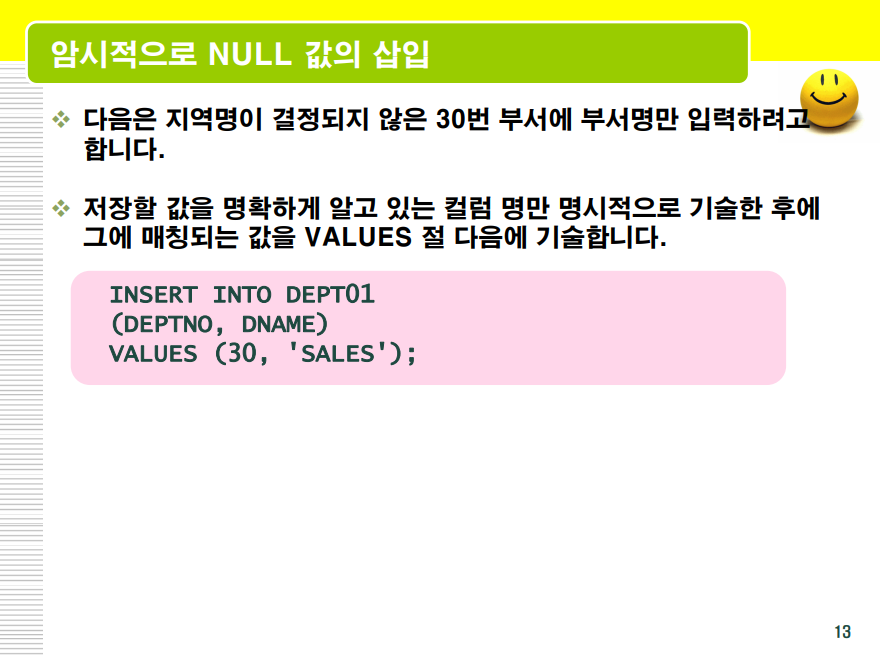 암시적으로 NULL 값의 삽입
다음은 지역명이 결정되지 않은 30번 부서에 부서명만 입력하려고
합니다.
저장할 값을 명확하게 알고 있는 컬럼 명만 명시적으로 기술한 후에
그에 매칭되는 값을 VALUES 절 다음에 기술합니다.
INSERT INTO DEPT01
(DEPTNO, DNAME)
VALUES (30, 'SALES');
13